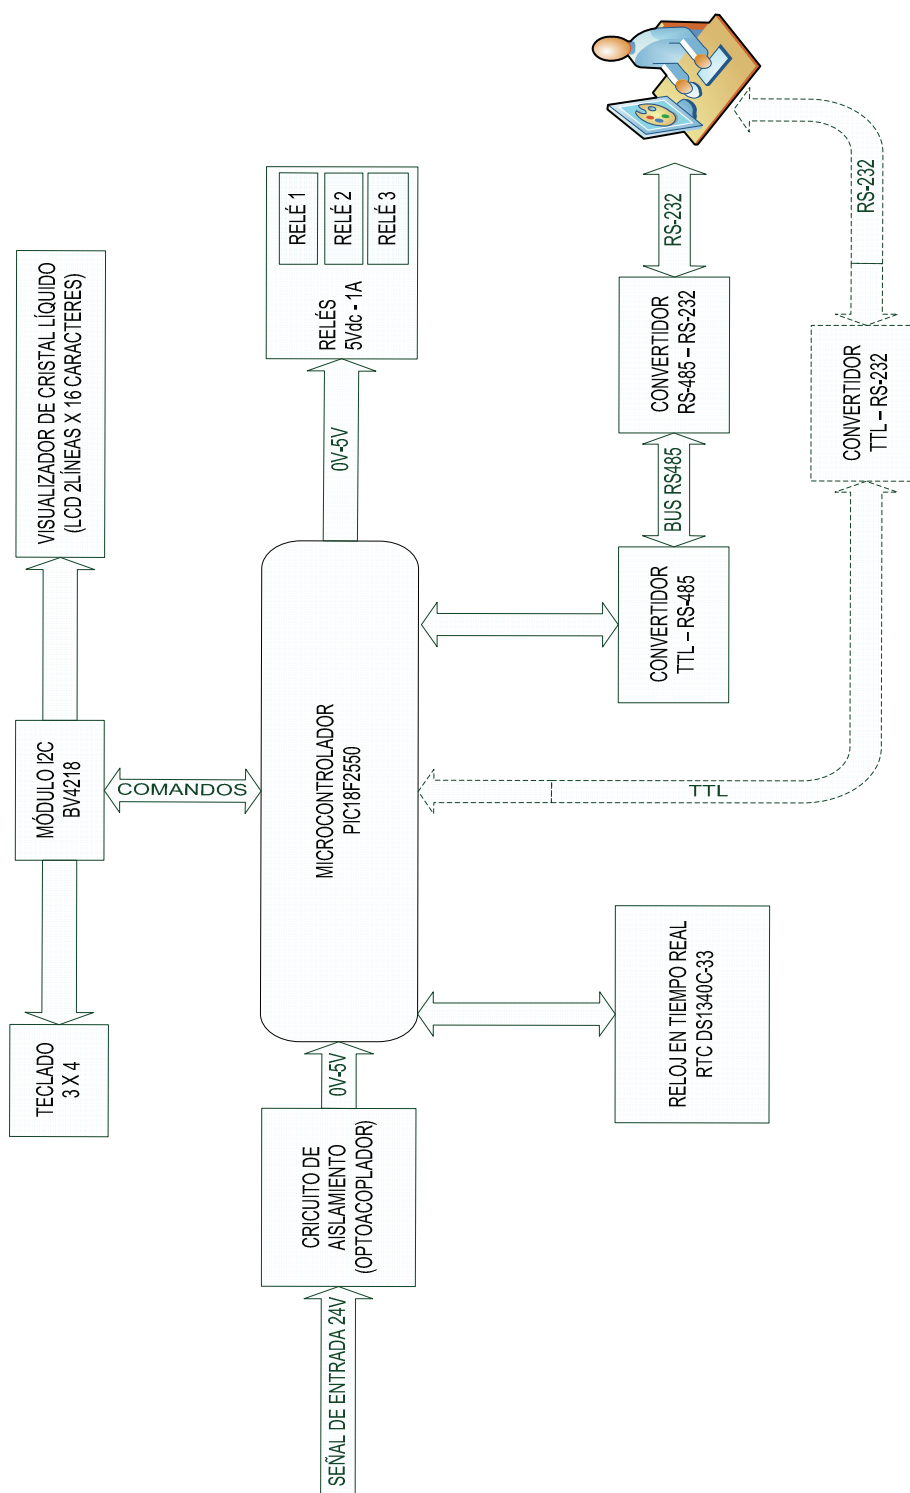 TECLADO
3 X 4
MÓDULO I2C
BV4218
VISUALIZADOR DE CRISTAL LÍQUIDO
(LCD 2LÍNEAS X 16 CARACTERES)
COMANDOS
SEÑAL DE ENTRADA 24V
CRICUITO DE
AISLAMIENTO
(OPTOACOPLADOR)
0V-5V
MICROCONTROLADOR
PIC18F2550
0V-5V
RELÉS
5Vdc - 1A
RELÉ 1
RELÉ 2
RELÉ 3
RELOJ EN TIEMPO REAL
RTC DS1340C-33
CONVERTIDOR
TTL – RS-485
BUS RS485
CONVERTIDOR
RS-485 – RS-232
RS-232
TTL
CONVERTIDOR
TTL – RS-232
RS-232